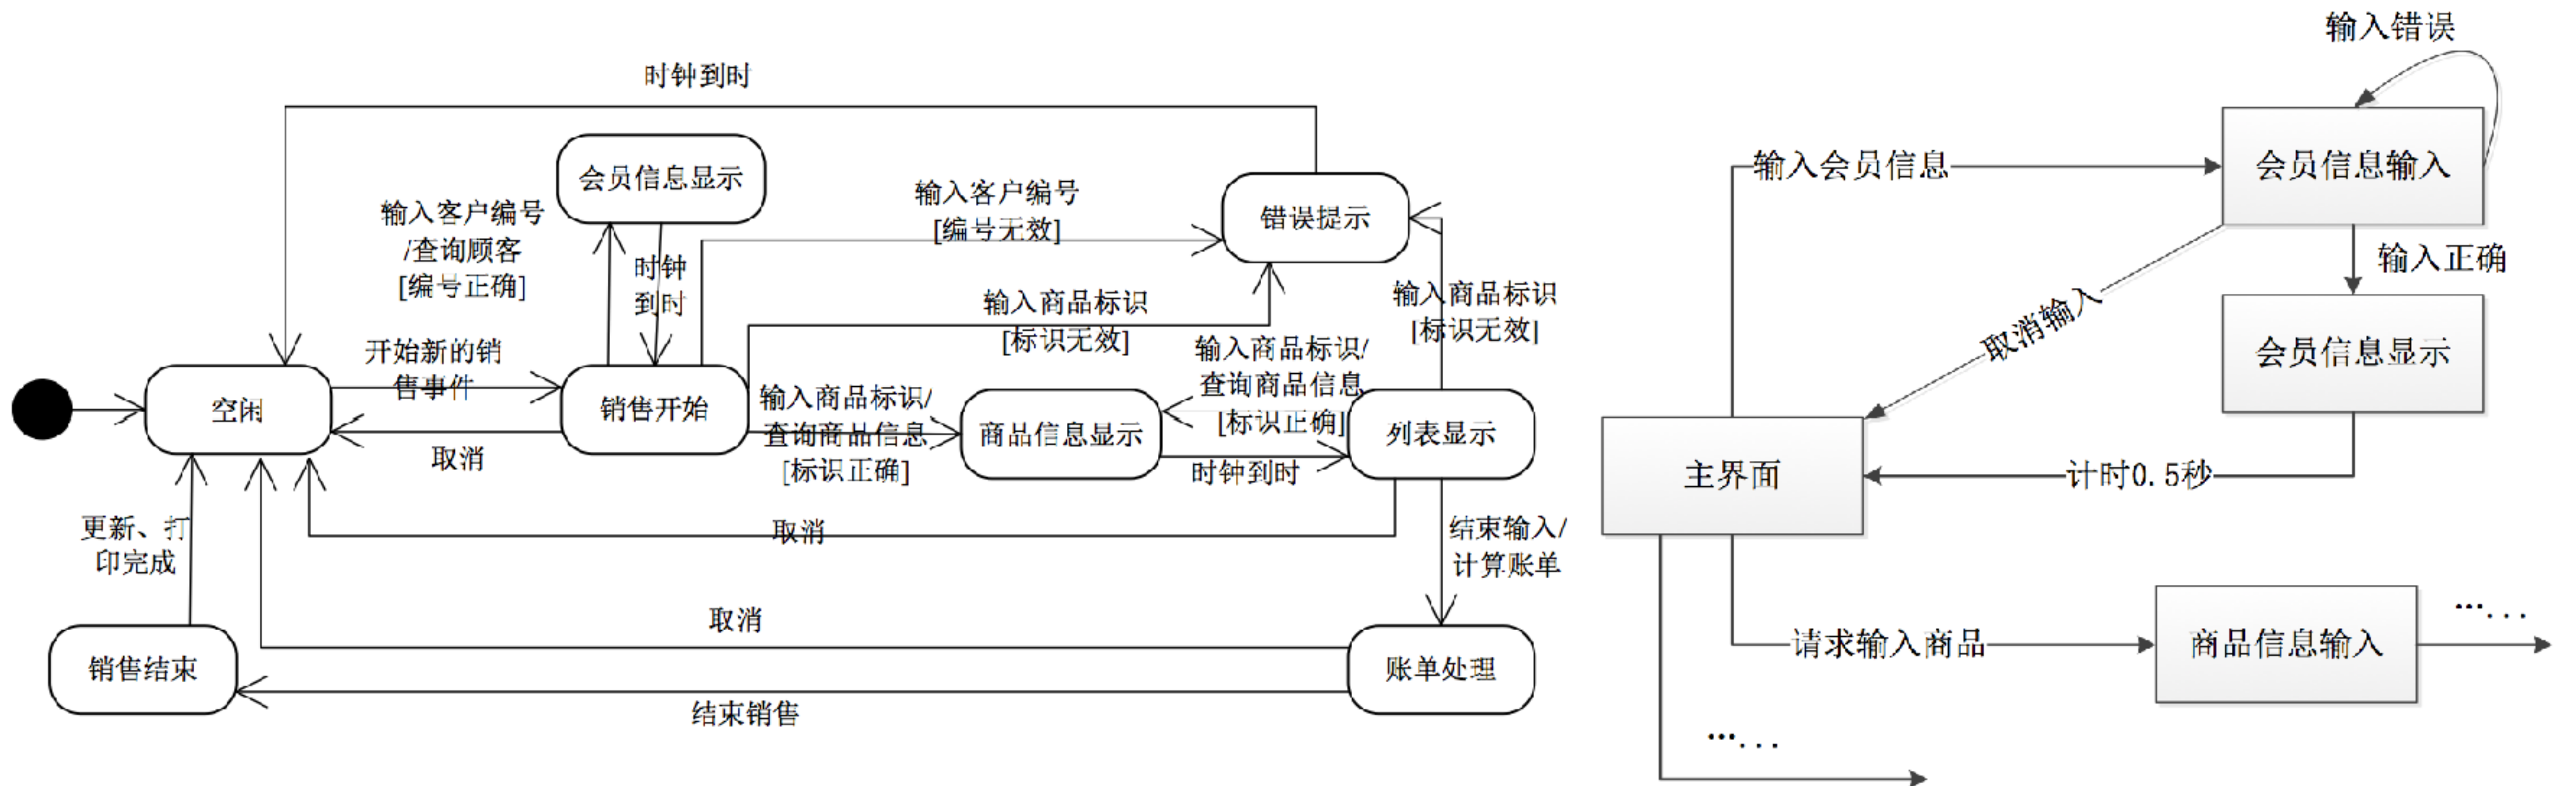 时钟到时
会员信息显示
输入客户编号
/查询顾客
[编号正确]
时钟
到时
输入客户编号
[编号无效]
错误提示
输入商品标识
[标识无效]
输入商品标识
[标识无效]
开始新的销
售事件
空闲
取消
销售开始
输入商品标识/
查询商品信息
[标识正确]
商品信息显示
输入商品标识/
查询商品信息
[标识正确]
时钟到时
列表显示
取消
更新、打
印完成
结束输入/
计算账单
取消
销售结束
账单处理
结束销售
输入错误
输入会员信息
会员信息输入
输入正确
取消输入
会员信息显示
主界面
计时0.5秒
请求输入商品
商品信息输入
…...
…...